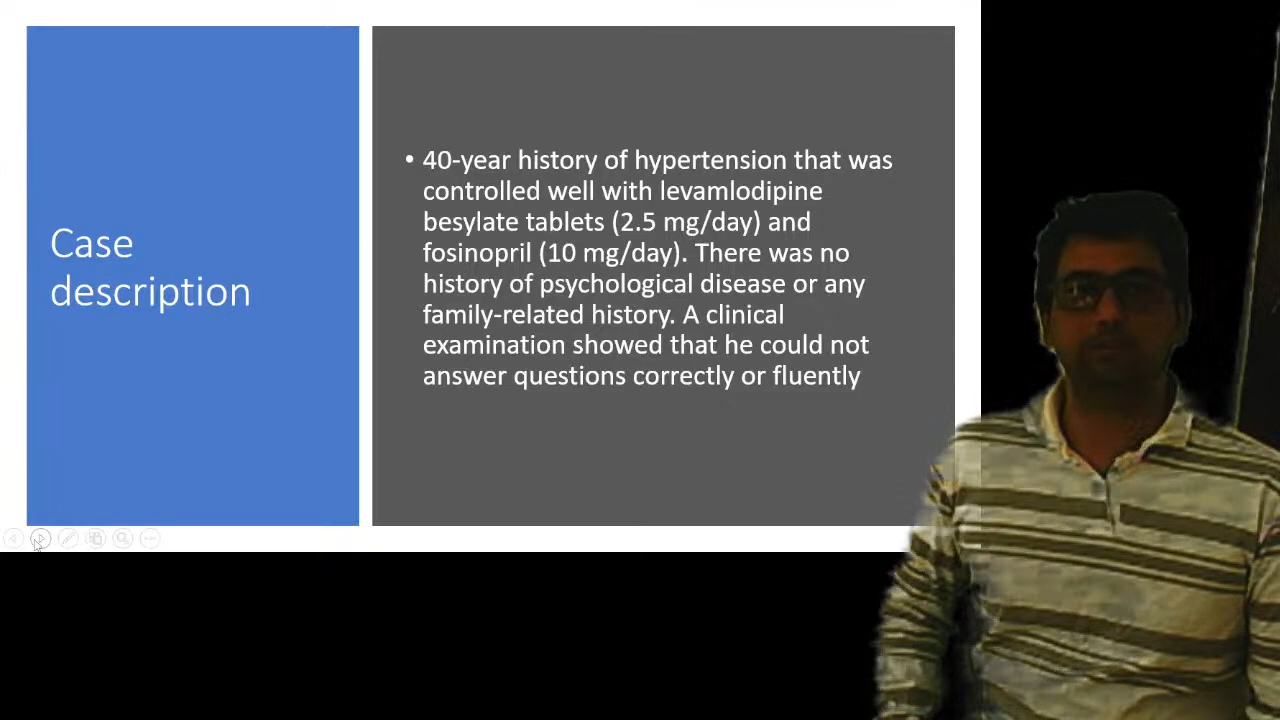 Case
description
• 40-year history of hypertension that was
controlled well with levamlodipine
besylate tablets (2.5 mg/day) and
fosinopril (10 mg/day). There was no
history of psychological disease or any
family-related history. A clinical
examination showed that he could not
answer questions correctly or fluently